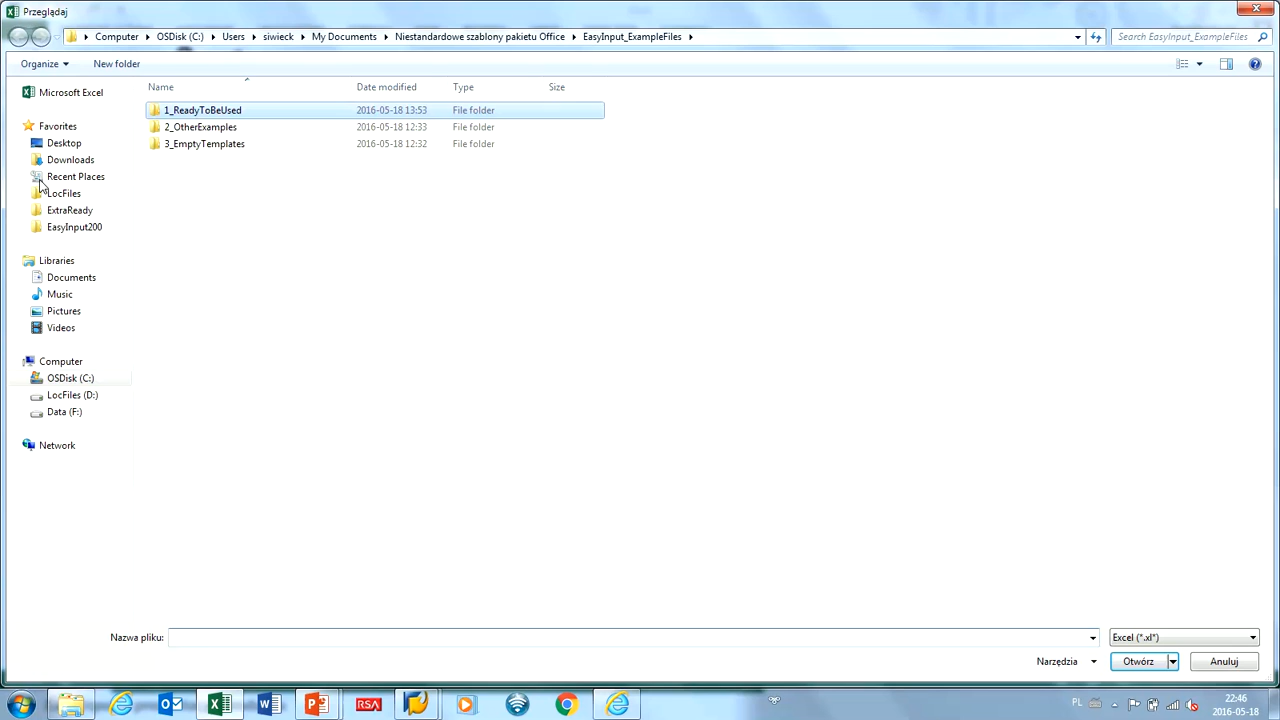 Przeglądaj
Computer OSDisk (C:) Users siwieck My Documents Niestandardowe szablony pakietu Office EasyInput_ExampleFiles Search EasyInput_ExampleFiles
Organize New folder
Name Date modified Type Size
Microsoft Excel
1_ReadyToBeUsed 2016-05-18 13:53 File folder
2_OtherExamples 2016-05-18 12:33 File folder
3_EmptyTemplates 2016-05-18 12:32 File folder
Favorites
Desktop
Downloads
Recent Places
LocFiles
ExtraReady
EasyInput200
Libraries
Documents
Music
Pictures
Videos
Computer
OSDisk (C:)
LocFiles (D:)
Data (F:)
Network
Nazwa pliku: Excel (*.xl*)
Narzędzia Otwórz Anuluj
RSA PL 22:46
2016-05-18